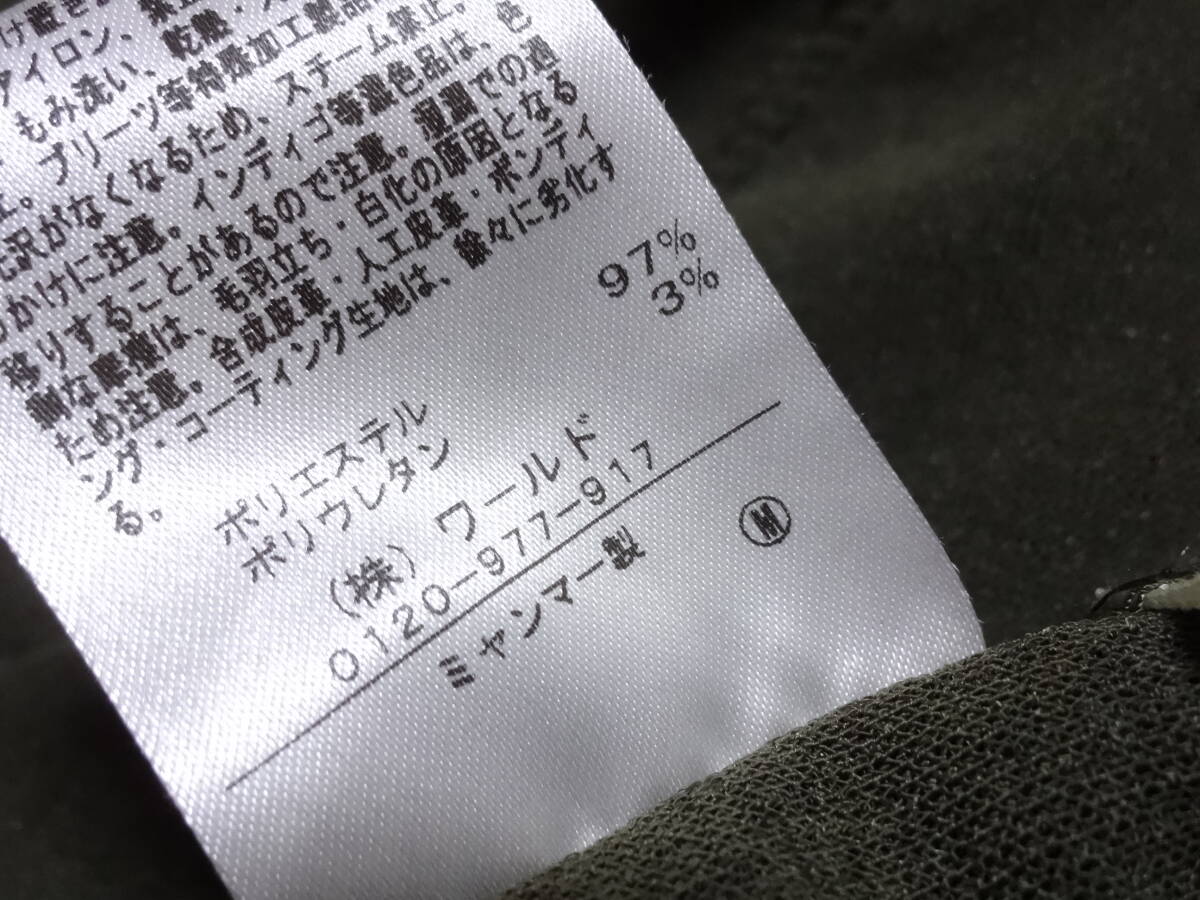 アイロン、
もみ洗い、乾燥・
プリーツ等特殊加工製品
光沢がなくなるため、スチーム禁止。
かけに注意。インディゴ等濃色品は、色
移りすることがあるので注意。湿潤での過
剰な摩擦は、毛羽立ち・白化の原因となる
ため注意。合成皮革・人工皮革・ボンディ
ング・コーティング生地は、徐々に劣化す
る。
ポリエステル 97%
ポリウレタン 3%
(株) ワールド
0120-977-917
ミャンマー製 M